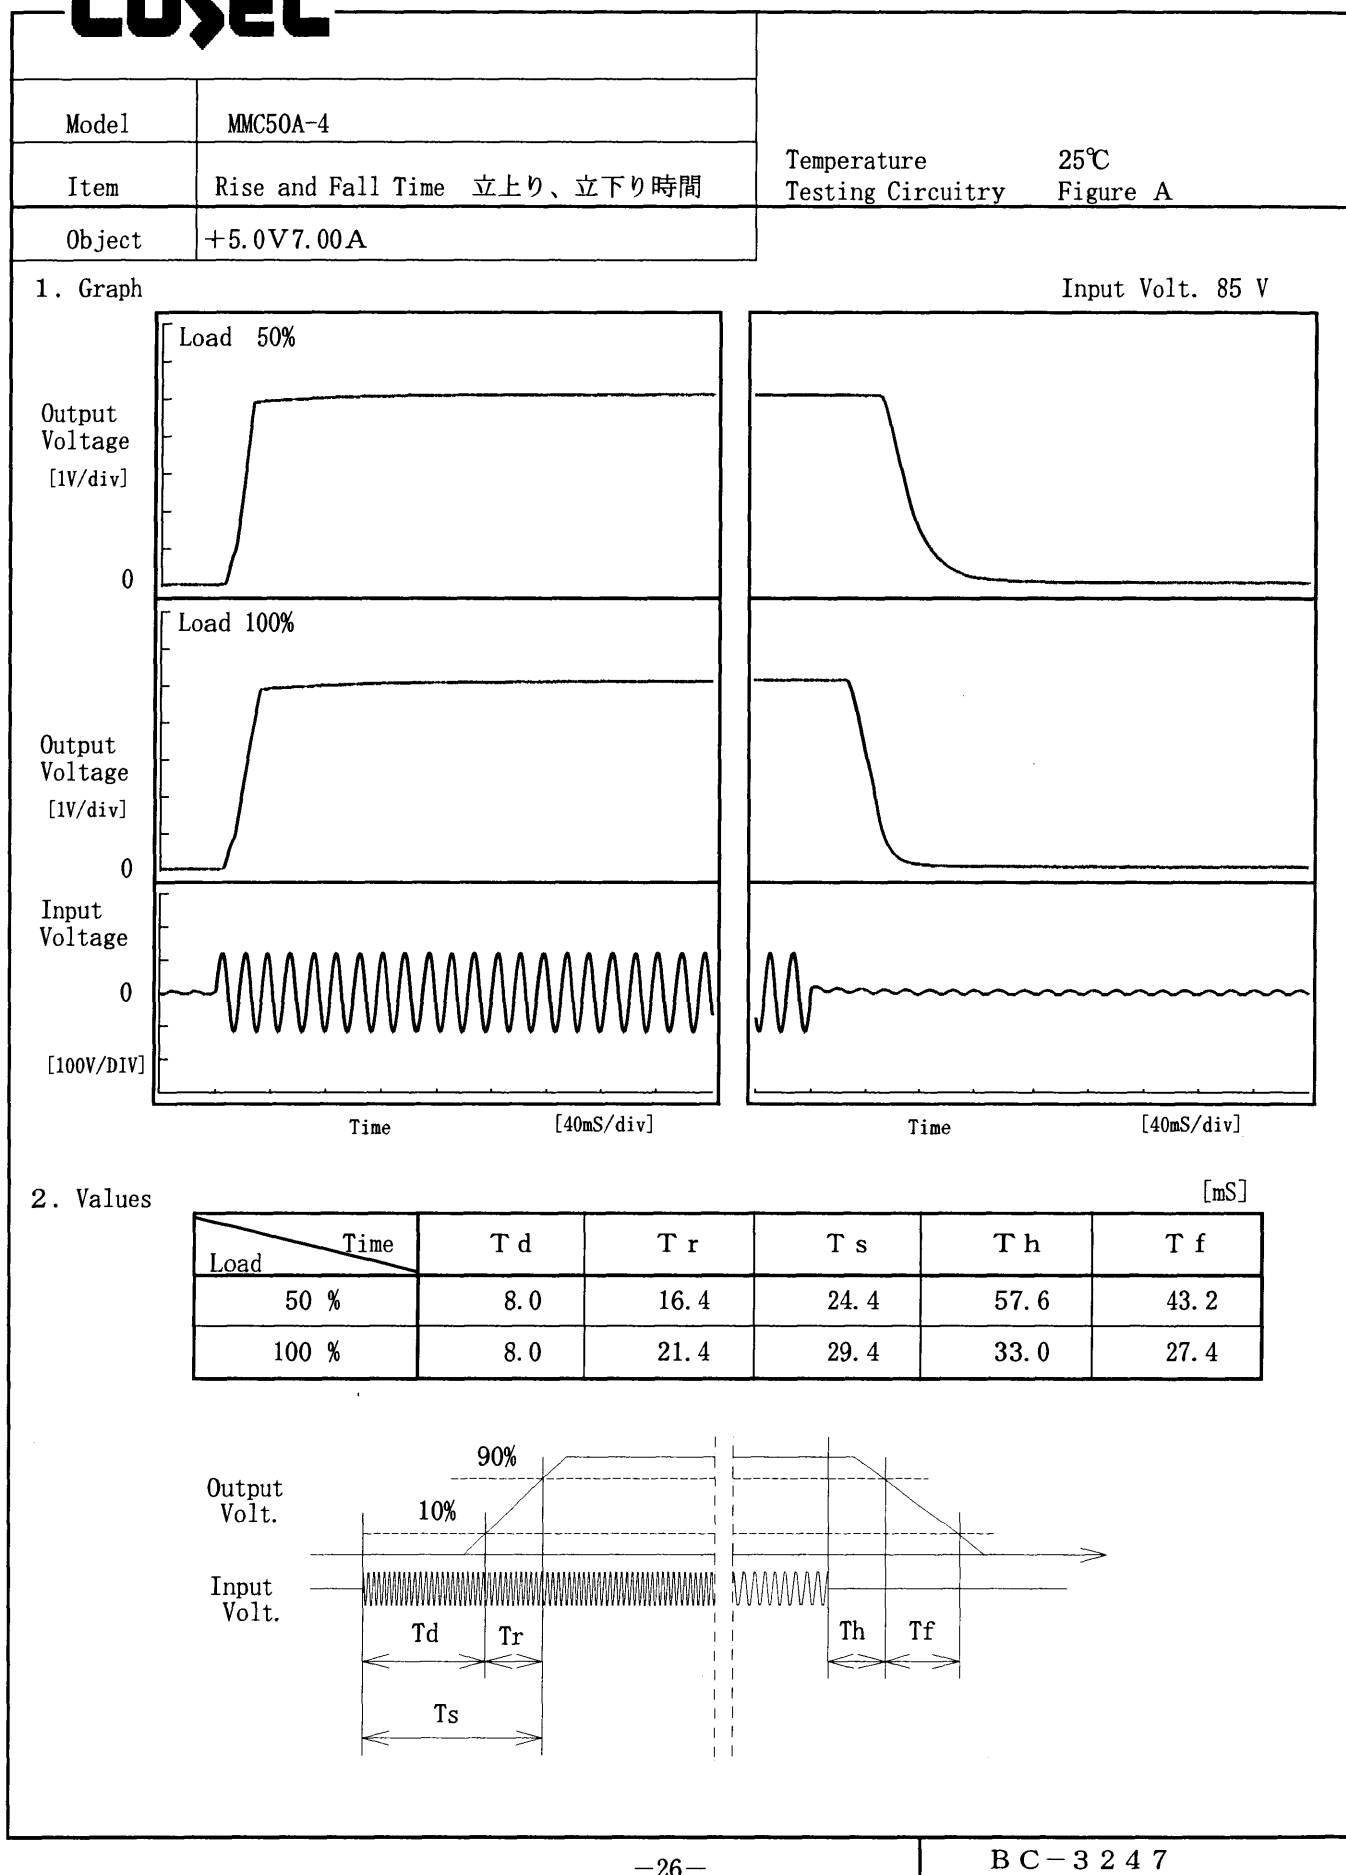 COSEL
Model MMC50A-4
Item Rise and Fall Time 立上り、立下り時間
Temperature 25℃
Testing Circuitry Figure A
Object +5.0V7.00A
1. Graph
Input Volt. 85 V
Load 50%
Output
Voltage
[1V/div]
0
Load 100%
Output
Voltage
[1V/div]
0
Input
Voltage
0
[100V/DIV]
Time [40mS/div]
Time [40mS/div]
2. Values
[mS]
Time
Load
Td Tr Ts Th Tf
50 % 8.0 16.4 24.4 57.6 43.2
100 % 8.0 21.4 29.4 33.0 27.4
90%
Output
Volt.
10%
Input
Volt.
Td Tr Th Tf
Ts
-26-
BC-3247